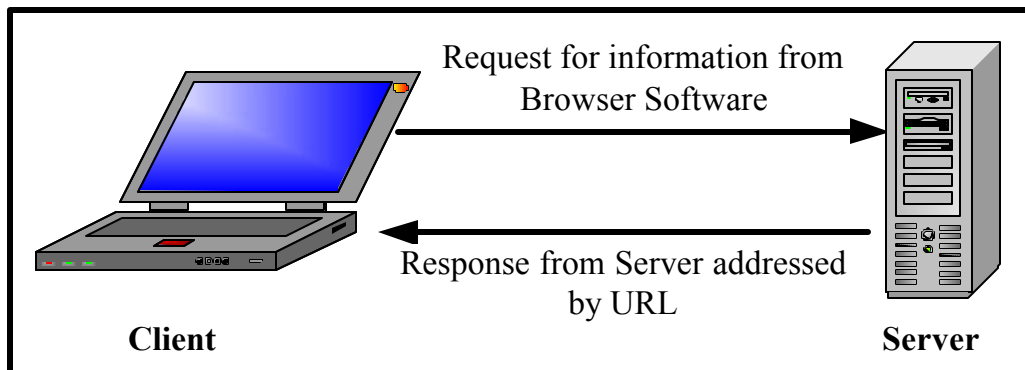 Request for information from
Browser Software
Response from Server addressed
by URL
Client
Server